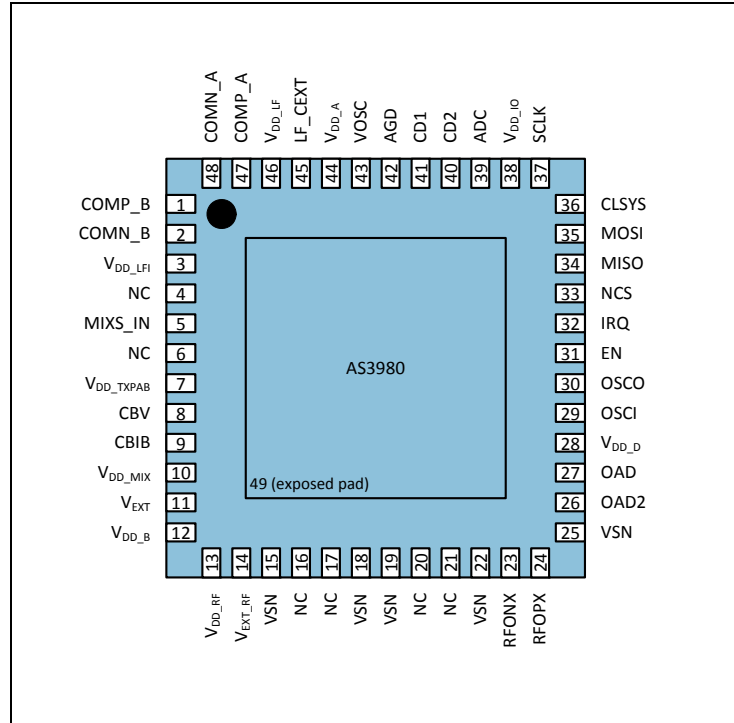 COMN_A COMP_A VDD_LF LF_CEXT VDD_A VOSC AGD CD1 CD2 ADC VDD_IO SCLK
48 47 46 45 44 43 42 41 40 39 38 37
COMP_B 1 36 CLSYS
COMN_B 2 35 MOSI
VDD_LFI 3 34 MISO
NC 4 33 NCS
MIXS_IN 5 32 IRQ
NC 6 31 EN
AS3980
VDD_TXPAB 7 30 OSCO
CBV 8 29 OSCI
CBIB 9 28 VDD_D
VDD_MIX 10 27 OAD
49 (exposed pad)
VEXT 11 26 OAD2
VDD_B 12 25 VSN
13 14 15 16 17 18 19 20 21 22 23 24
VDD_RF VEXT_RF VSN NC NC VSN VSN NC NC VSN RFONX RFOPX